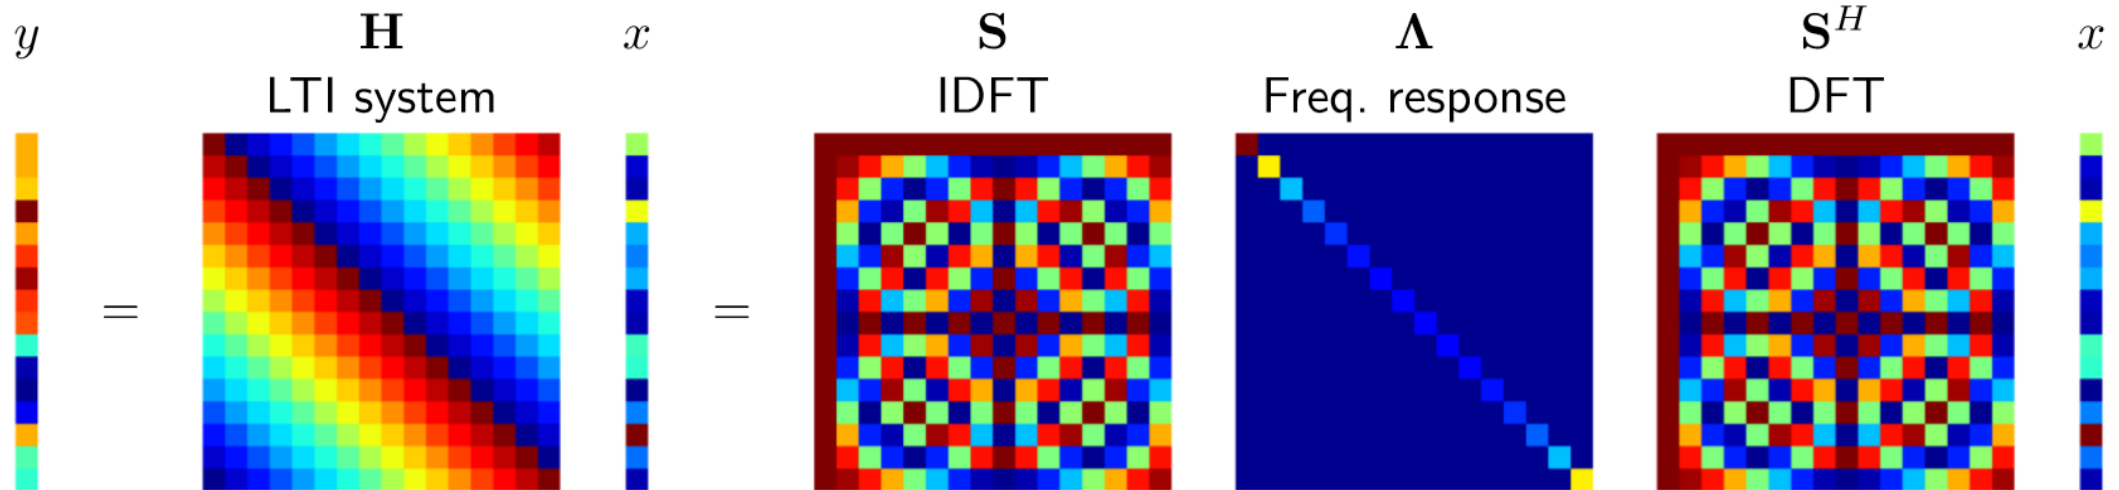 y H x S Λ S^H x
LTI system IDFT Freq. response DFT
= =